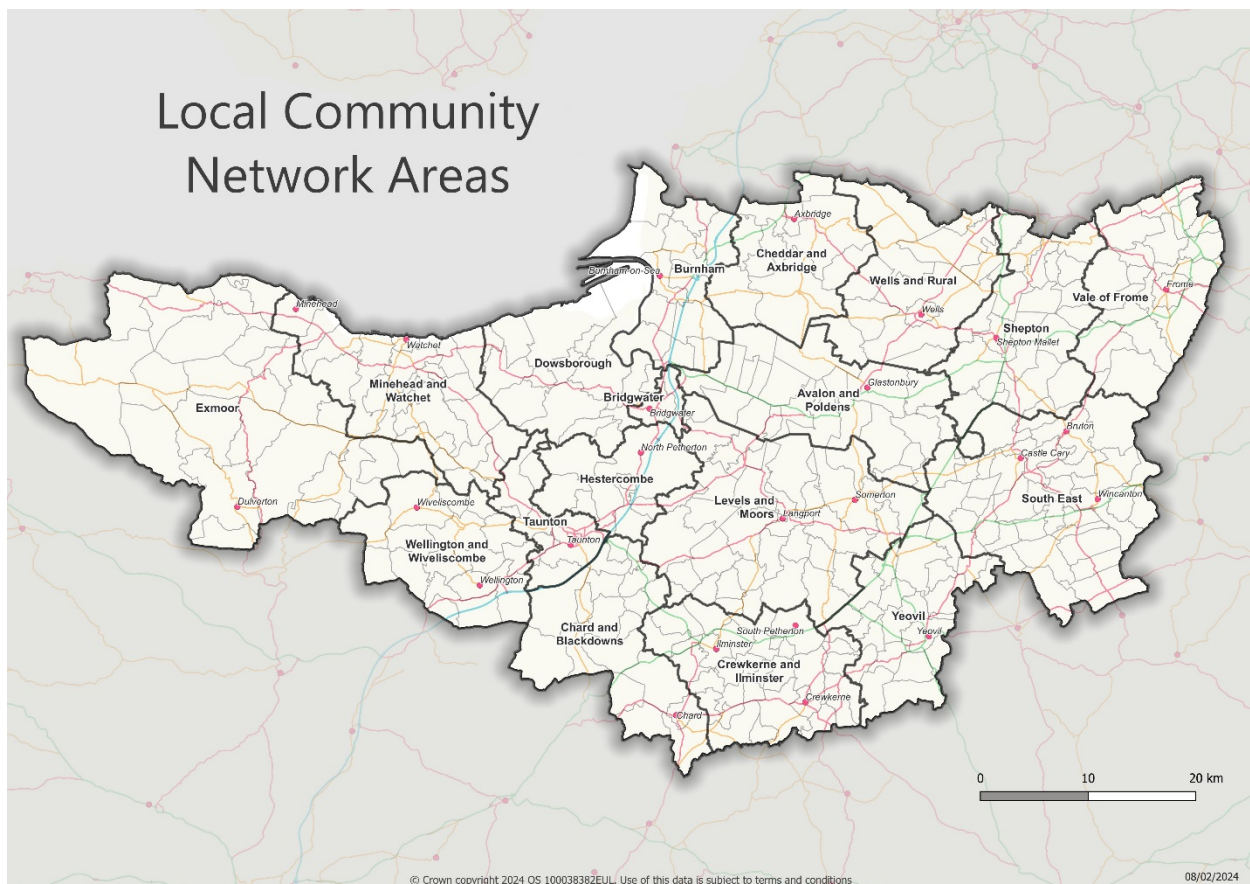 Local Community
Network Areas
Axbridge
Cheddar and
Axbridge
Burnham-on-Sea
Burnham
Wells and Rural
Wells
Vale of Frome
Frome
Minehead
Watchet
Minehead and
Watchet
Exmoor
Dulverton
Dowsborough
Bridgwater
Bridgwater
Shepton
Shepton Mallet
Glastonbury
Avalon and
Poldens
North Petherton
Hestercombe
Bruton
Castle Cary
South East
Wincanton
Somerton
Levels and
Moors
Langport
Wiveliscombe
Wellington and
Wiveliscombe
Wellington
Taunton
Taunton
Chard and
Blackdowns
South Petherton
Ilminster
Crewkerne and
Ilminster
Crewkerne
Chard
Yeovil
Yeovil
0 10 20 km
© Crown copyright 2024 OS 100038382EUL. Use of this data is subject to terms and conditions
08/02/2024